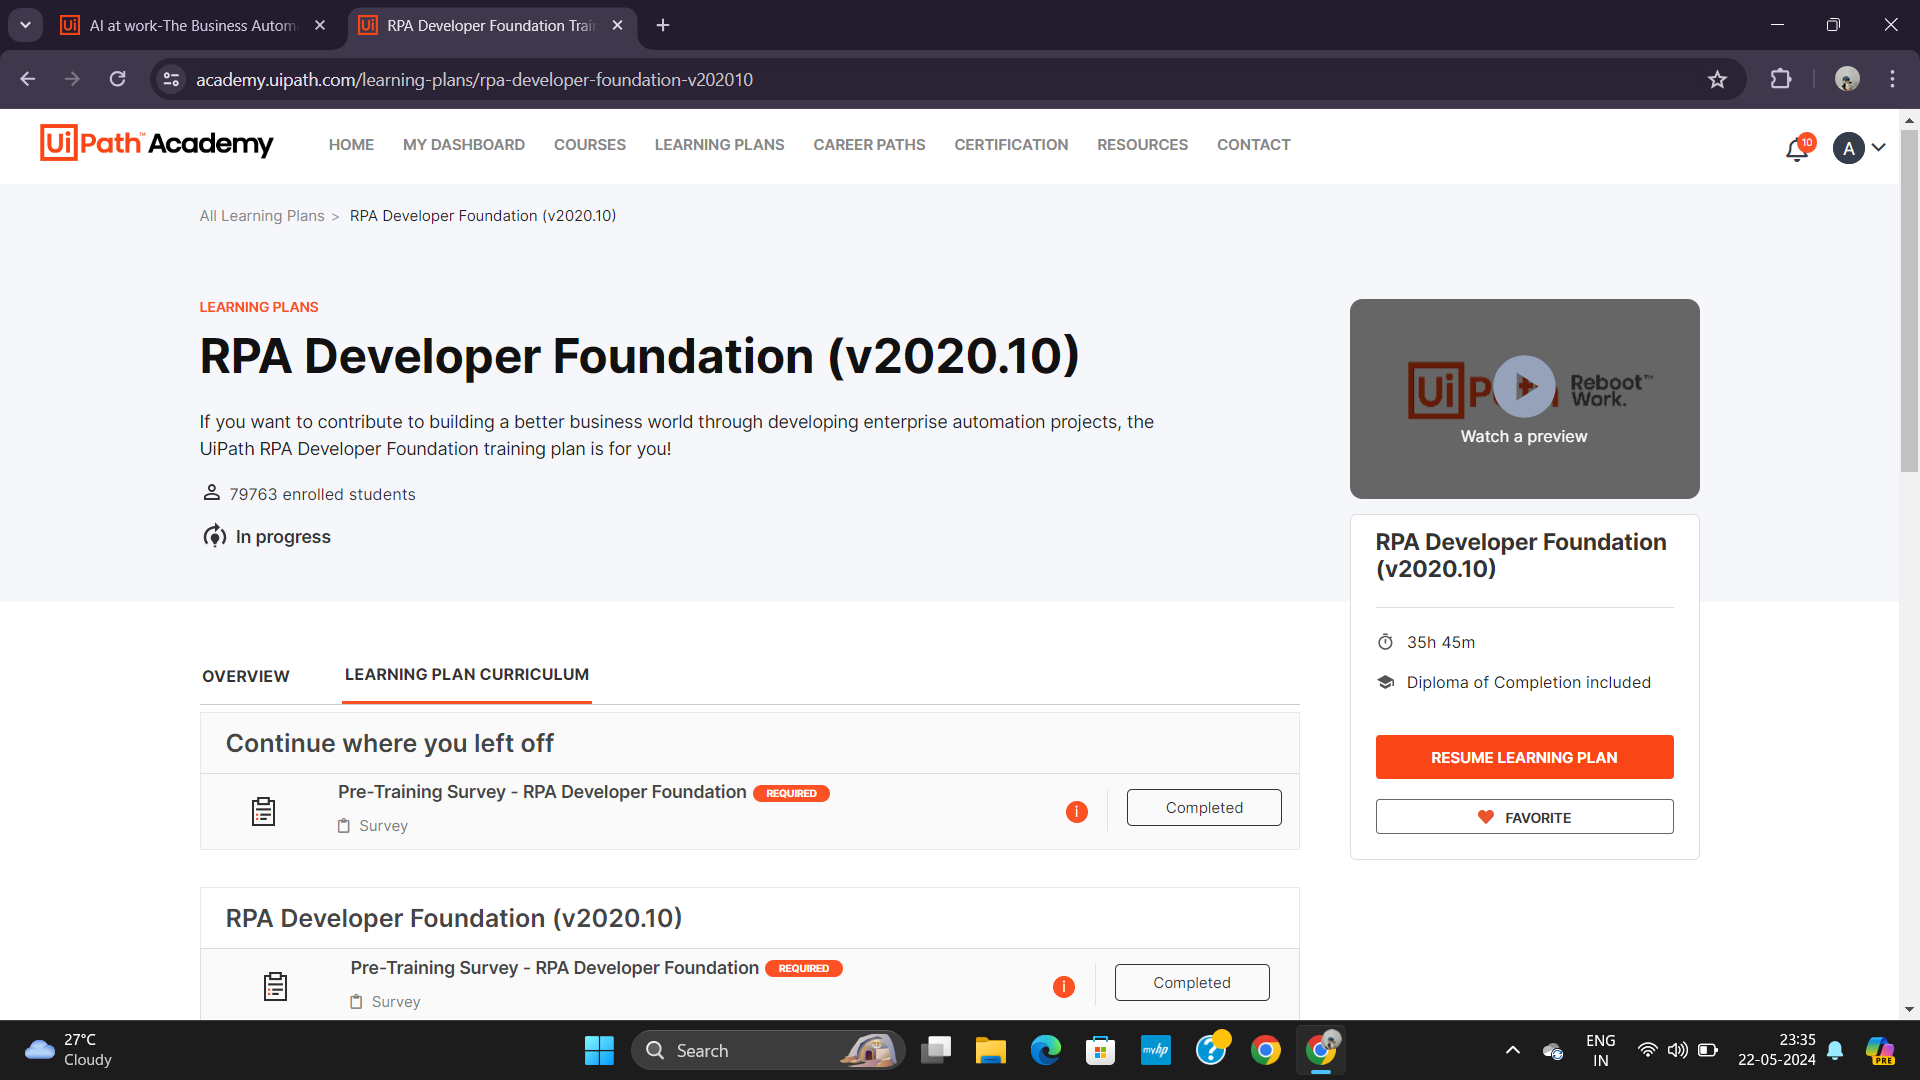 Ui AI at work-The Business Autom
Ui RPA Developer Foundation Trai
academy.uipath.com/learning-plans/rpa-developer-foundation-v202010
UiPath™ Academy
HOME MY DASHBOARD COURSES LEARNING PLANS CAREER PATHS CERTIFICATION RESOURCES CONTACT
10
A
All Learning Plans > RPA Developer Foundation (v2020.10)
LEARNING PLANS
RPA Developer Foundation (v2020.10)
If you want to contribute to building a better business world through developing enterprise automation projects, the
UiPath RPA Developer Foundation training plan is for you!
79763 enrolled students
In progress
Reboot™
Work.
Watch a preview
RPA Developer Foundation
(v2020.10)
35h 45m
Diploma of Completion included
RESUME LEARNING PLAN
FAVORITE
OVERVIEW LEARNING PLAN CURRICULUM
Continue where you left off
Pre-Training Survey - RPA Developer Foundation REQUIRED
Survey
Completed
RPA Developer Foundation (v2020.10)
Pre-Training Survey - RPA Developer Foundation REQUIRED
Survey
Completed
27°C
Cloudy
Search
myhp
ENG
IN
23:35
22-05-2024
PRE